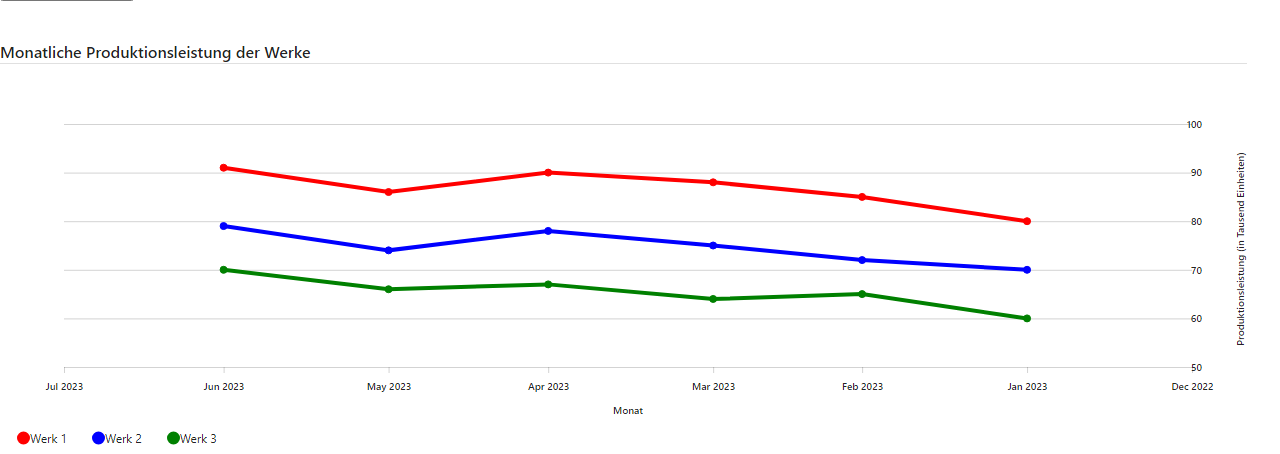 Monatliche Produktionsleistung der Werke
100
90
80
70
60
50
Produktionsleistung (in Tausend Einheiten)
Jul 2023 Jun 2023 May 2023 Apr 2023 Mar 2023 Feb 2023 Jan 2023 Dec 2022
Monat
Werk 1 Werk 2 Werk 3